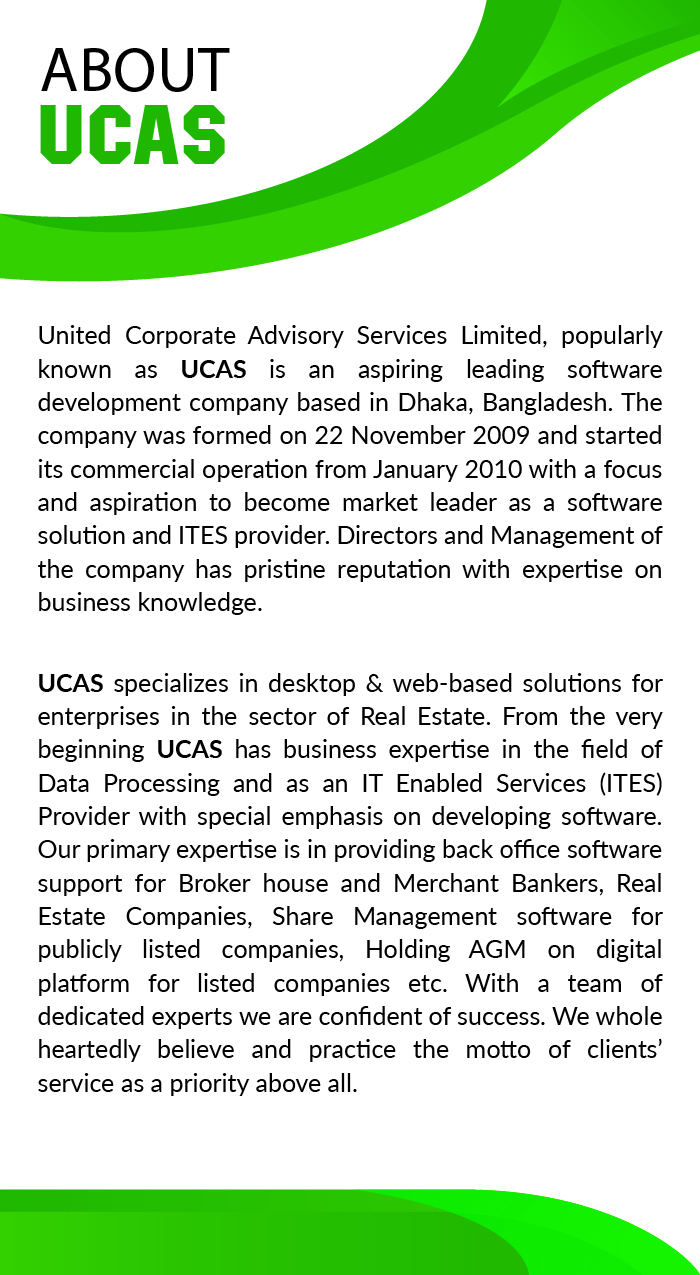 ABOUT
UCAS
United Corporate Advisory Services Limited, popularly
known as UCAS is an aspiring leading software
development company based in Dhaka, Bangladesh. The
company was formed on 22 November 2009 and started
its commercial operation from January 2010 with a focus
and aspiration to become market leader as a software
solution and ITES provider. Directors and Management of
the company has pristine reputation with expertise on
business knowledge.
UCAS specializes in desktop & web-based solutions for
enterprises in the sector of Real Estate. From the very
beginning UCAS has business expertise in the field of
Data Processing and as an IT Enabled Services (ITES)
Provider with special emphasis on developing software.
Our primary expertise is in providing back office software
support for Broker house and Merchant Bankers, Real
Estate Companies, Share Management software for
publicly listed companies, Holding AGM on digital
platform for listed companies etc. With a team of
dedicated experts we are confident of success. We whole
heartedly believe and practice the motto of clients’
service as a priority above all.